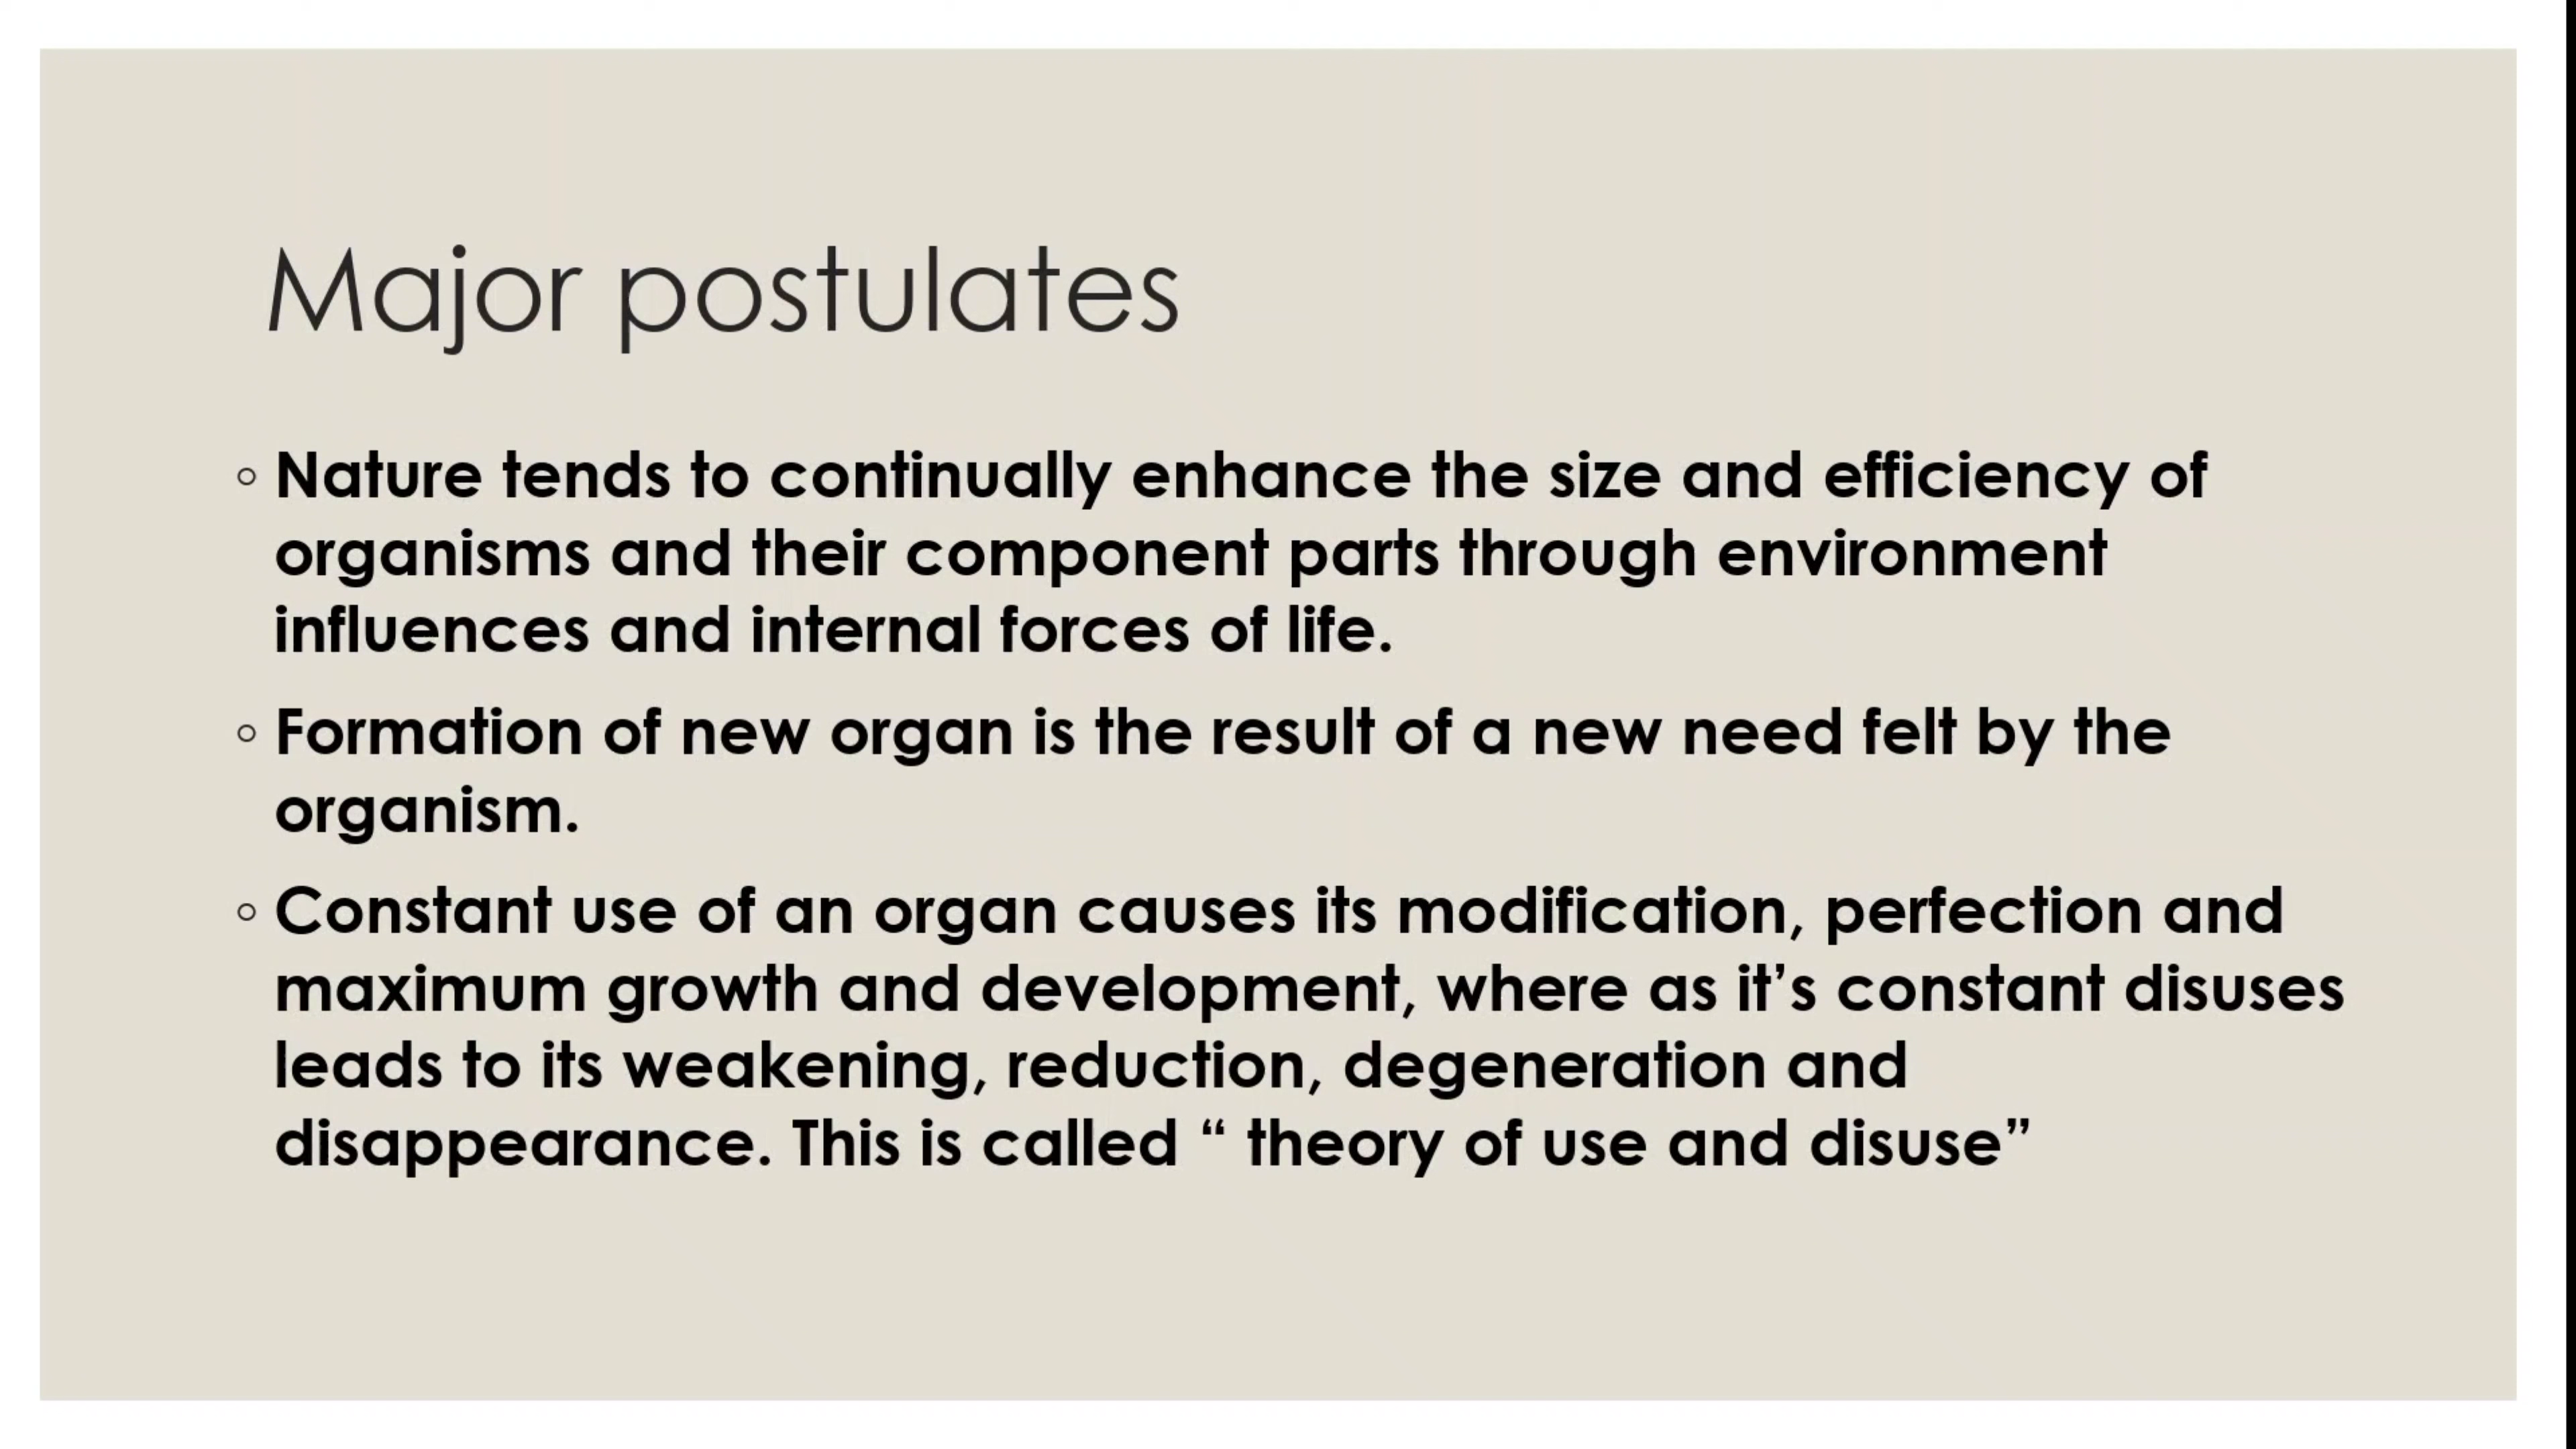 Major postulates
◦ Nature tends to continually enhance the size and efficiency of
organisms and their component parts through environment
influences and internal forces of life.
◦ Formation of new organ is the result of a new need felt by the
organism.
◦ Constant use of an organ causes its modification, perfection and
maximum growth and development, where as it’s constant disuses
leads to its weakening, reduction, degeneration and
disappearance. This is called “ theory of use and disuse”